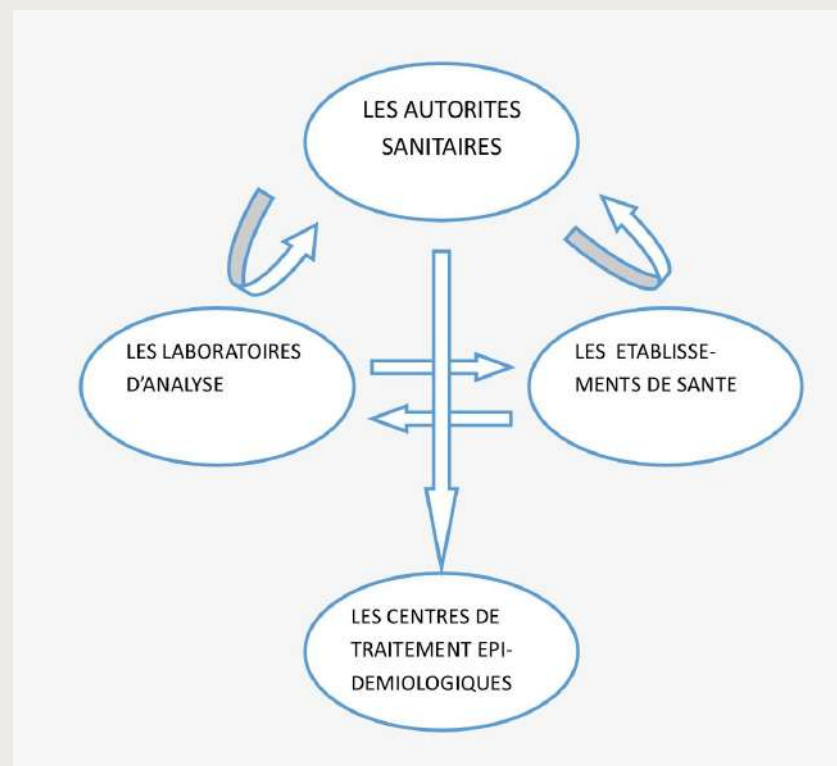 LES AUTORITES
SANITAIRES
LES LABORATOIRES
D'ANALYSE
LES ETABLISSE-
MENTS DE SANTE
LES CENTRES DE
TRAITEMENT EPI-
DEMIOLOGIQUES